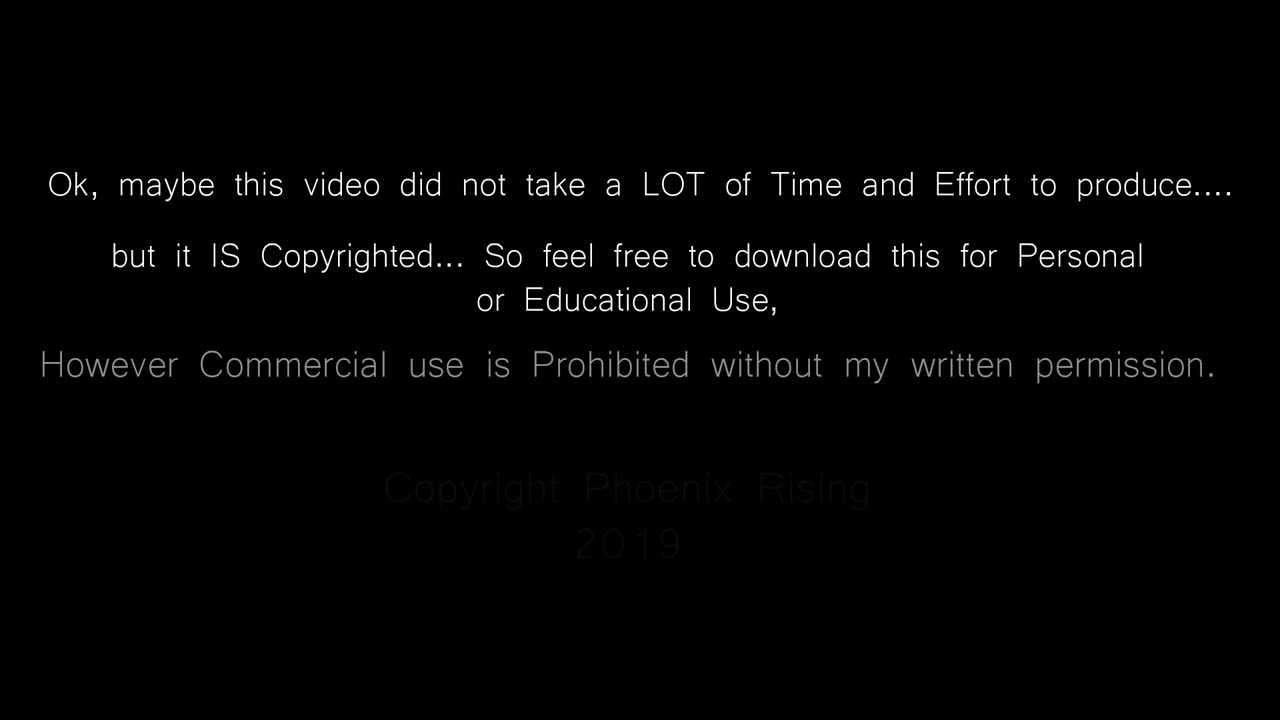 Ok, maybe this video did not take a LOT of Time and Effort to produce....
but it IS Copyrighted... So feel free to download this for Personal
or Educational Use,
However Commercial use is Prohibited without my written permission.
Copyright Phoenix Rising
2019